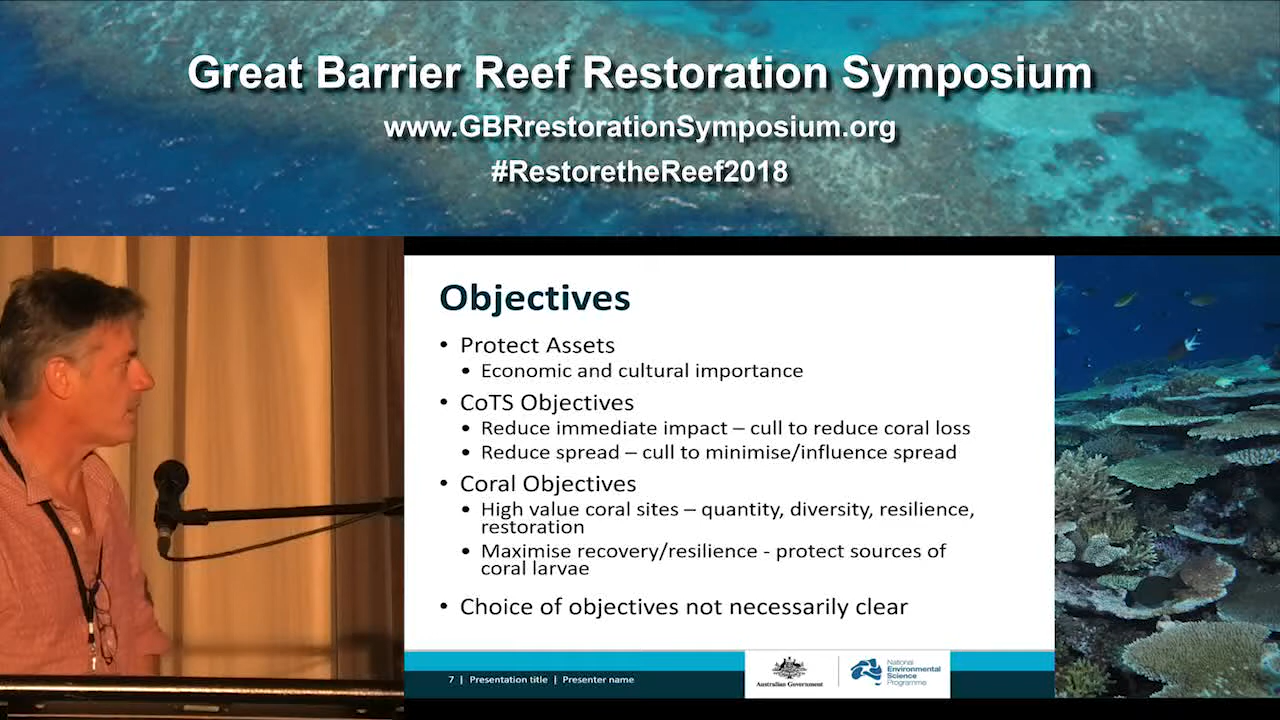 Great Barrier Reef Restoration Symposium
www.GBRrestorationSymposium.org
#RestoretheReef2018
Objectives
• Protect Assets
• Economic and cultural importance
• CoTS Objectives
• Reduce immediate impact – cull to reduce coral loss
• Reduce spread – cull to minimise/influence spread
• Coral Objectives
• High value coral sites – quantity, diversity, resilience,
restoration
• Maximise recovery/resilience - protect sources of
coral larvae
• Choice of objectives not necessarily clear
7 | Presentation title | Presenter name
Australian Government
National
Environmental
Science
Programme